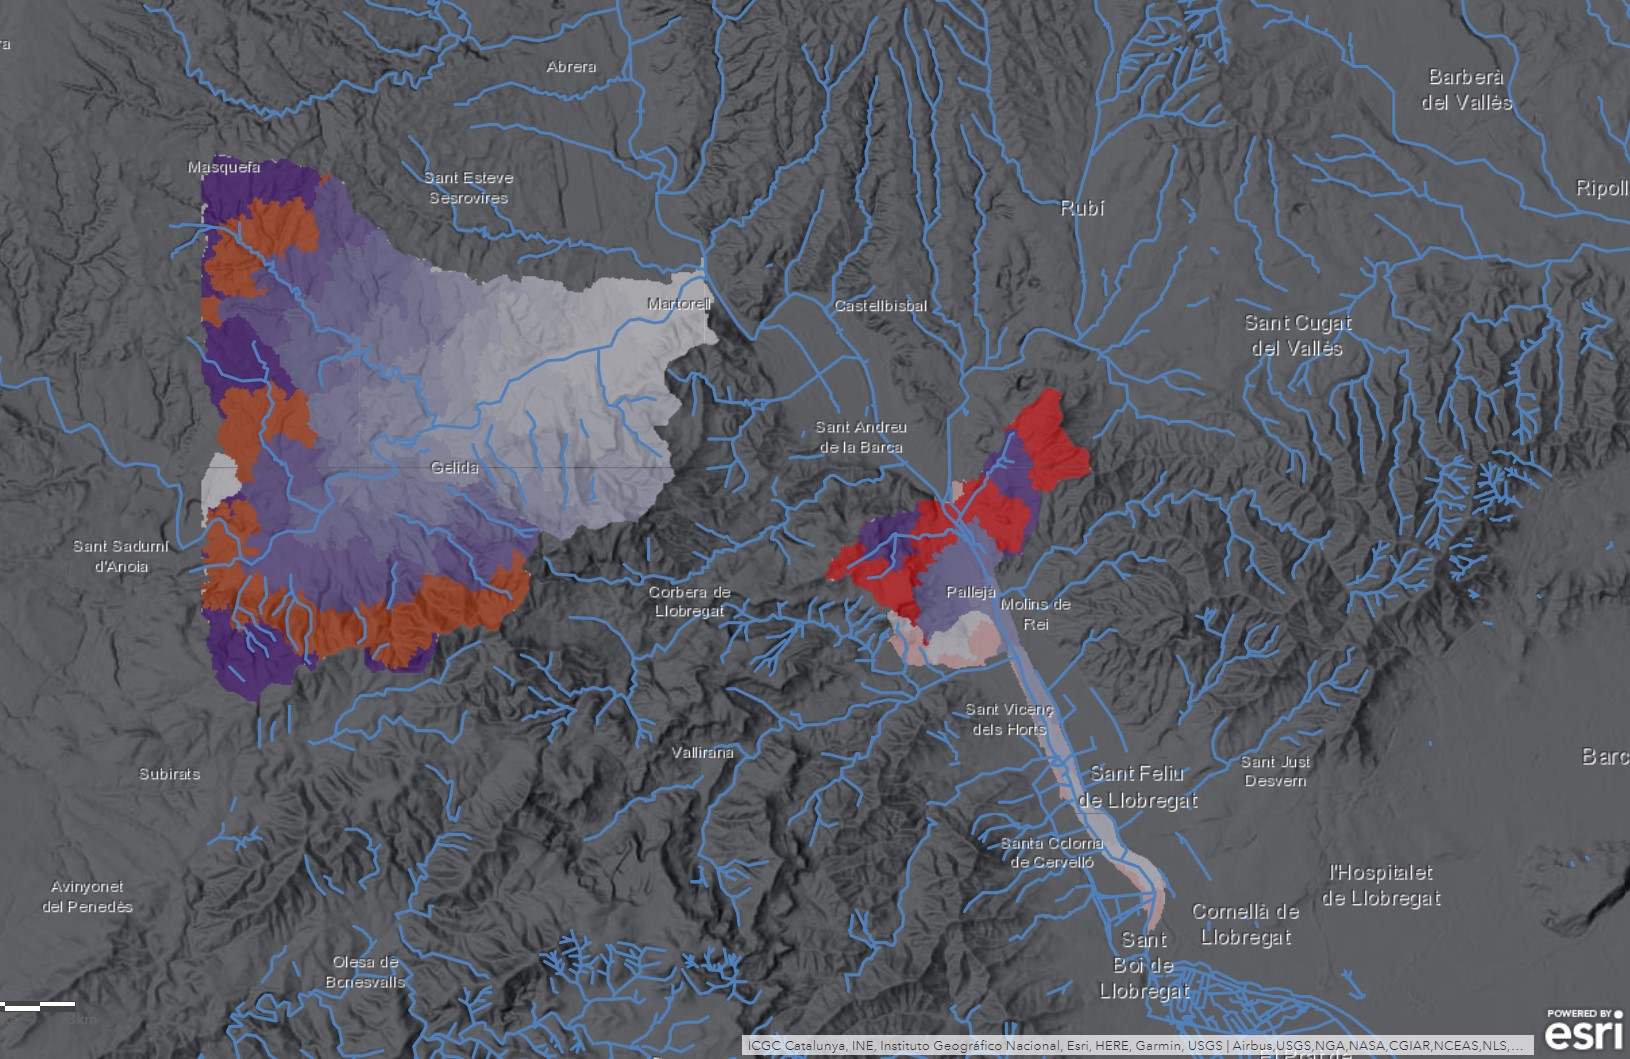 Abrera
Barberà
del Vallès
Masquefa
Sant Esteve
Sesrovires
Ripoll
Rubí
Martorell
Castellbisbal
Sant Cugat
del Vallès
Sant Andreu
de la Barca
Gelida
Sant Sadurní
d'Anoia
Corbera de
Llobregat
Pallejà
Molins de
Rei
Sant Vicenç
dels Horts
Vallirana
Subirats
Sant Feliu
de Llobregat
Sant Just
Desvern
Barc
Santa Coloma
de Cervelló
Avinyonet
del Penedès
l'Hospitalet
de Llobregat
Cornellà de
Llobregat
Sant
Boi de
Llobregat
Olesa de
Bonesvalls
3km
POWERED BY
esri
ICGC Catalunya, INE, Instituto Geográfico Nacional, Esri, HERE, Garmin, USGS | Airbus,USGS,NGA,NASA,CGIAR,NCEAS,NLS,...